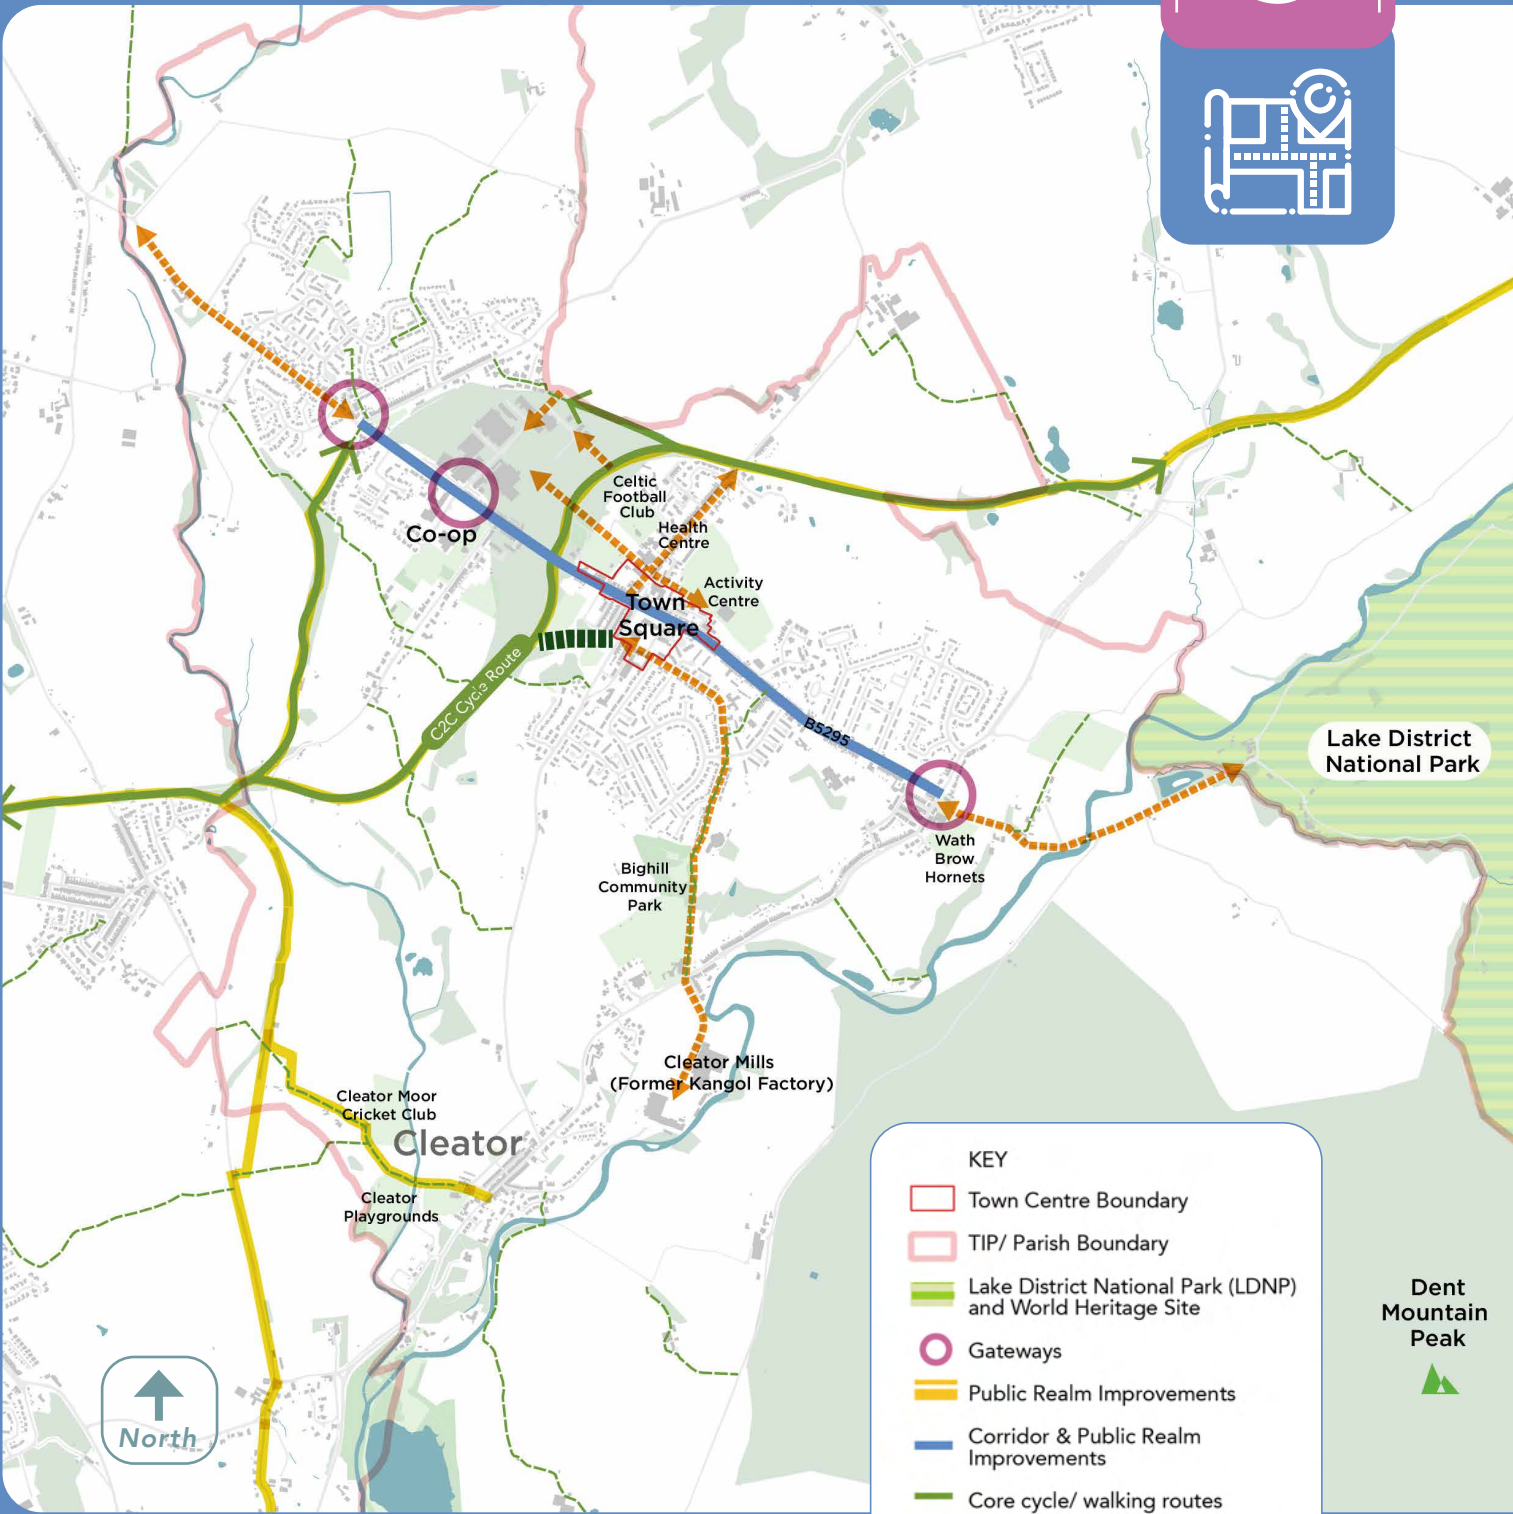 Celtic
Football
Club
Co-op
Health
Centre
Activity
Centre
Town
Square
C2C Cycle Route
B5295
Lake District
National Park
Wath
Brow
Hornets
Bighill
Community
Park
Cleator Mills
(Former Kangol Factory)
Cleator Moor
Cricket Club
Cleator
Cleator
Playgrounds
North
Dent
Mountain
Peak
KEY
Town Centre Boundary
TIP/ Parish Boundary
Lake District National Park (LDNP)
and World Heritage Site
Gateways
Public Realm Improvements
Corridor & Public Realm
Improvements
Core cycle/ walking routes